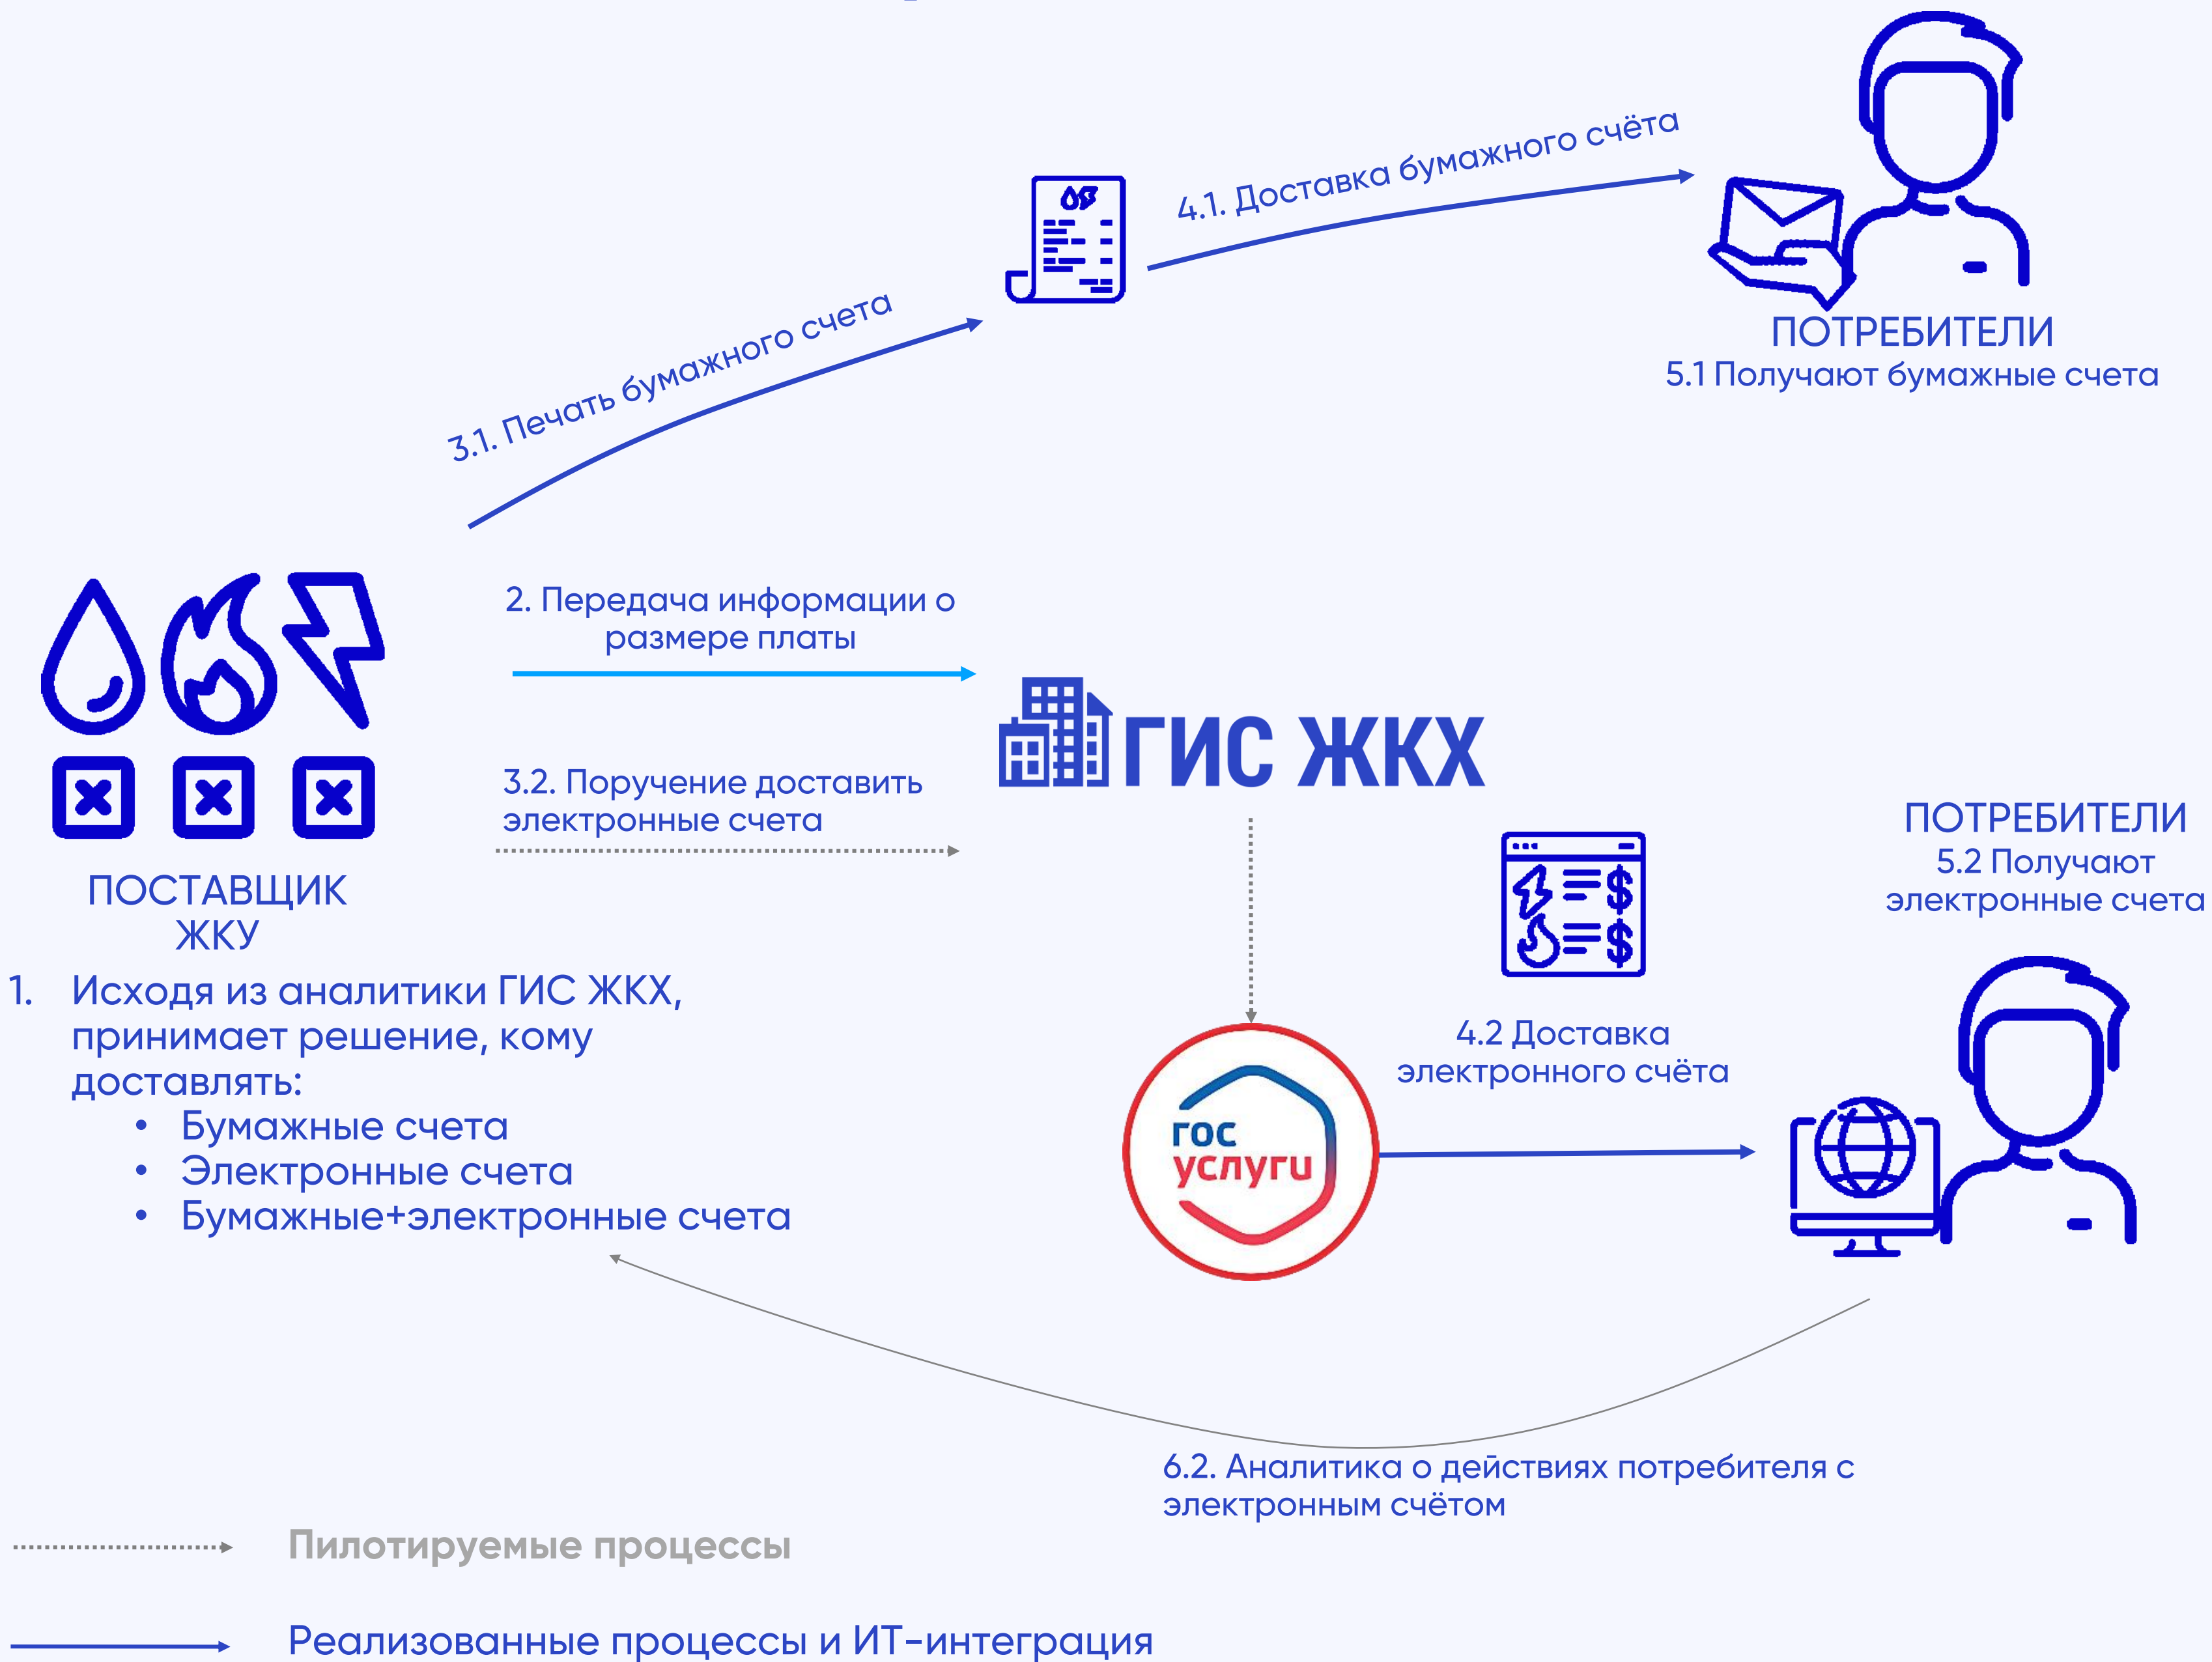 4.1. Доставка бумажного счёта
3.1. Печать бумажного счета
ПОТРЕБИТЕЛИ
5.1 Получают бумажные счета
2. Передача информации о
размере платы
ГИС ЖКХ
3.2. Поручение доставить
электронные счета
ПОСТАВЩИК
ЖКУ
1. Исходя из аналитики ГИС ЖКХ,
принимает решение, кому
доставлять:
• Бумажные счета
• Электронные счета
• Бумажные+электронные счета
ПОТРЕБИТЕЛИ
5.2 Получают
электронные счета
$
$
4.2 Доставка
электронного счёта
гос
услуги
6.2. Аналитика о действиях потребителя с
электронным счётом
Пилотируемые процессы
Реализованные процессы и ИТ-интеграция